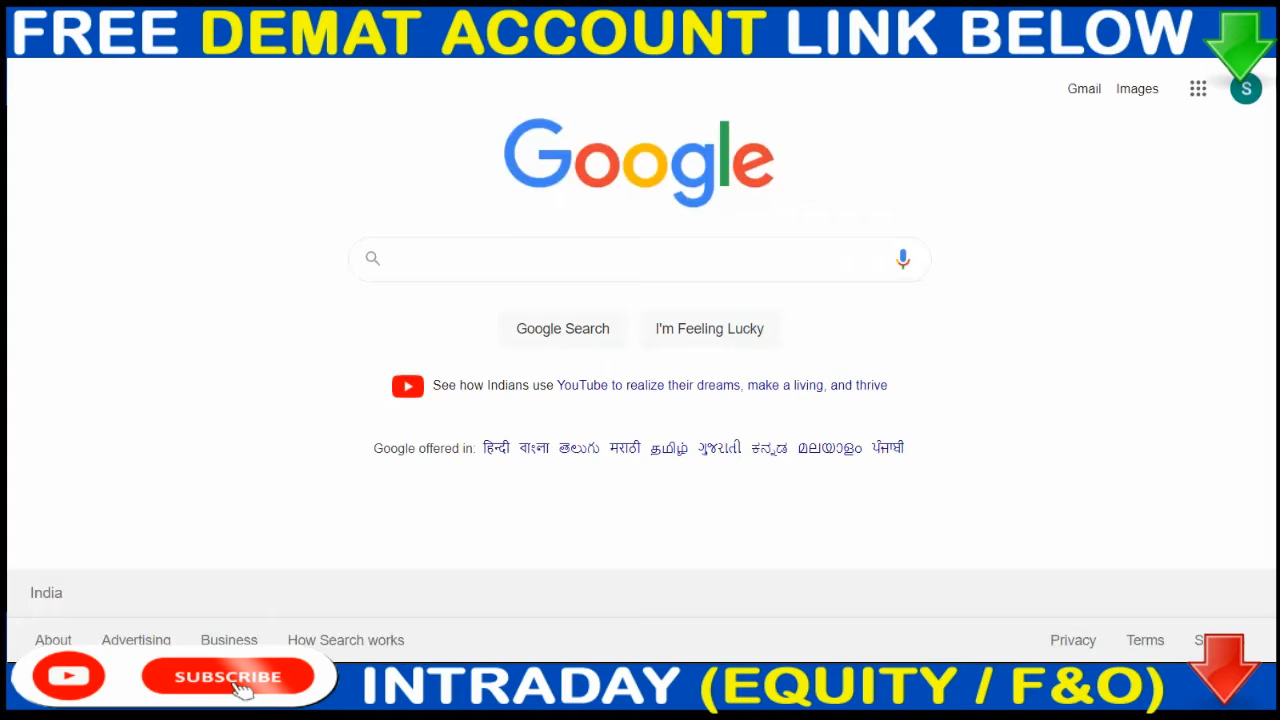 FREE DEMAT ACCOUNT LINK BELOW
Gmail Images S
Google
Google Search I'm Feeling Lucky
See how Indians use YouTube to realize their dreams, make a living, and thrive
Google offered in: हिन्दी বাংলা తెలుగు मराठी தமிழ் ગુજરાતી ಕನ್ನಡ മലയാളം ਪੰਜਾਬੀ
India
About Advertising Business How Search works Privacy Terms
SUBSCRIBE INTRADAY (EQUITY / F&O)